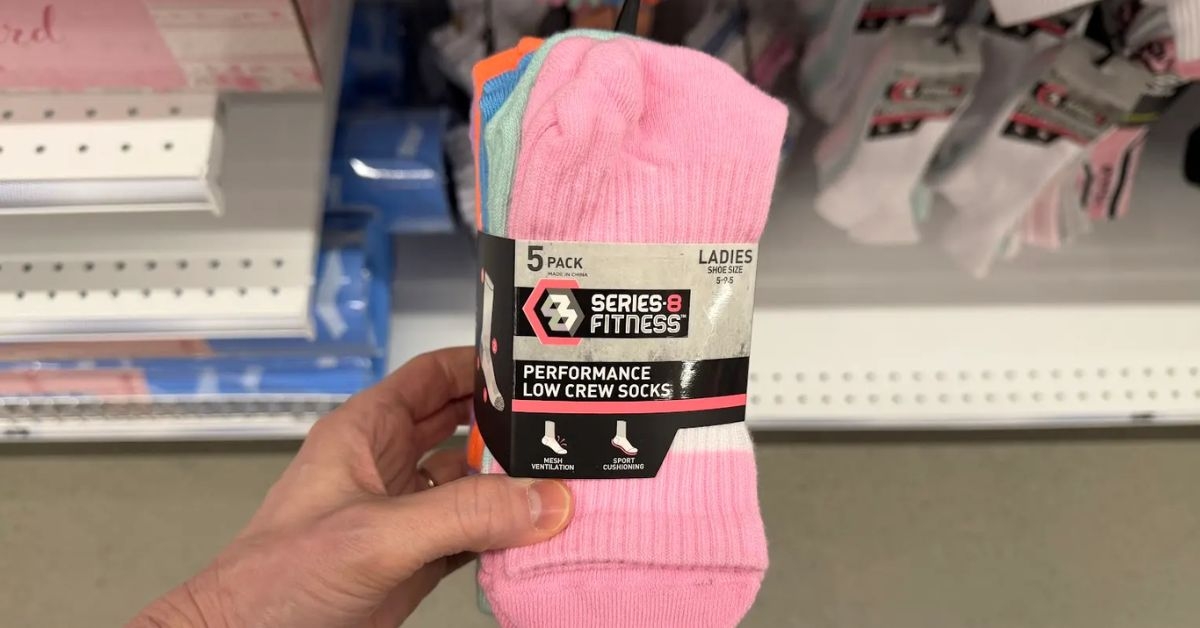 5 PACK
MADE IN CHINA
LADIES
SHOE SIZE
5-9.5
SERIES-8
FITNESS™
PERFORMANCE
LOW CREW SOCKS
MESH
VENTILATION
SPORT
CUSHIONING